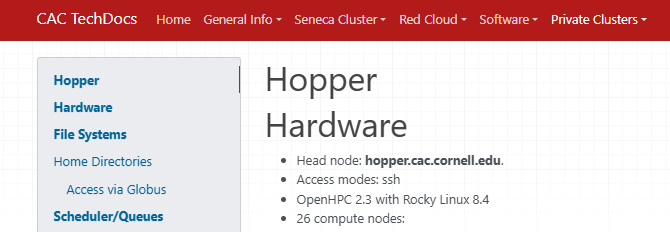 CAC TechDocs Home General Info Seneca Cluster Red Cloud Software Private Clusters
Hopper
Hardware
File Systems
Home Directories
Access via Globus
Scheduler/Queues
Hopper
Hardware
Head node: hopper.cac.cornell.edu.
Access modes: ssh
OpenHPC 2.3 with Rocky Linux 8.4
26 compute nodes: